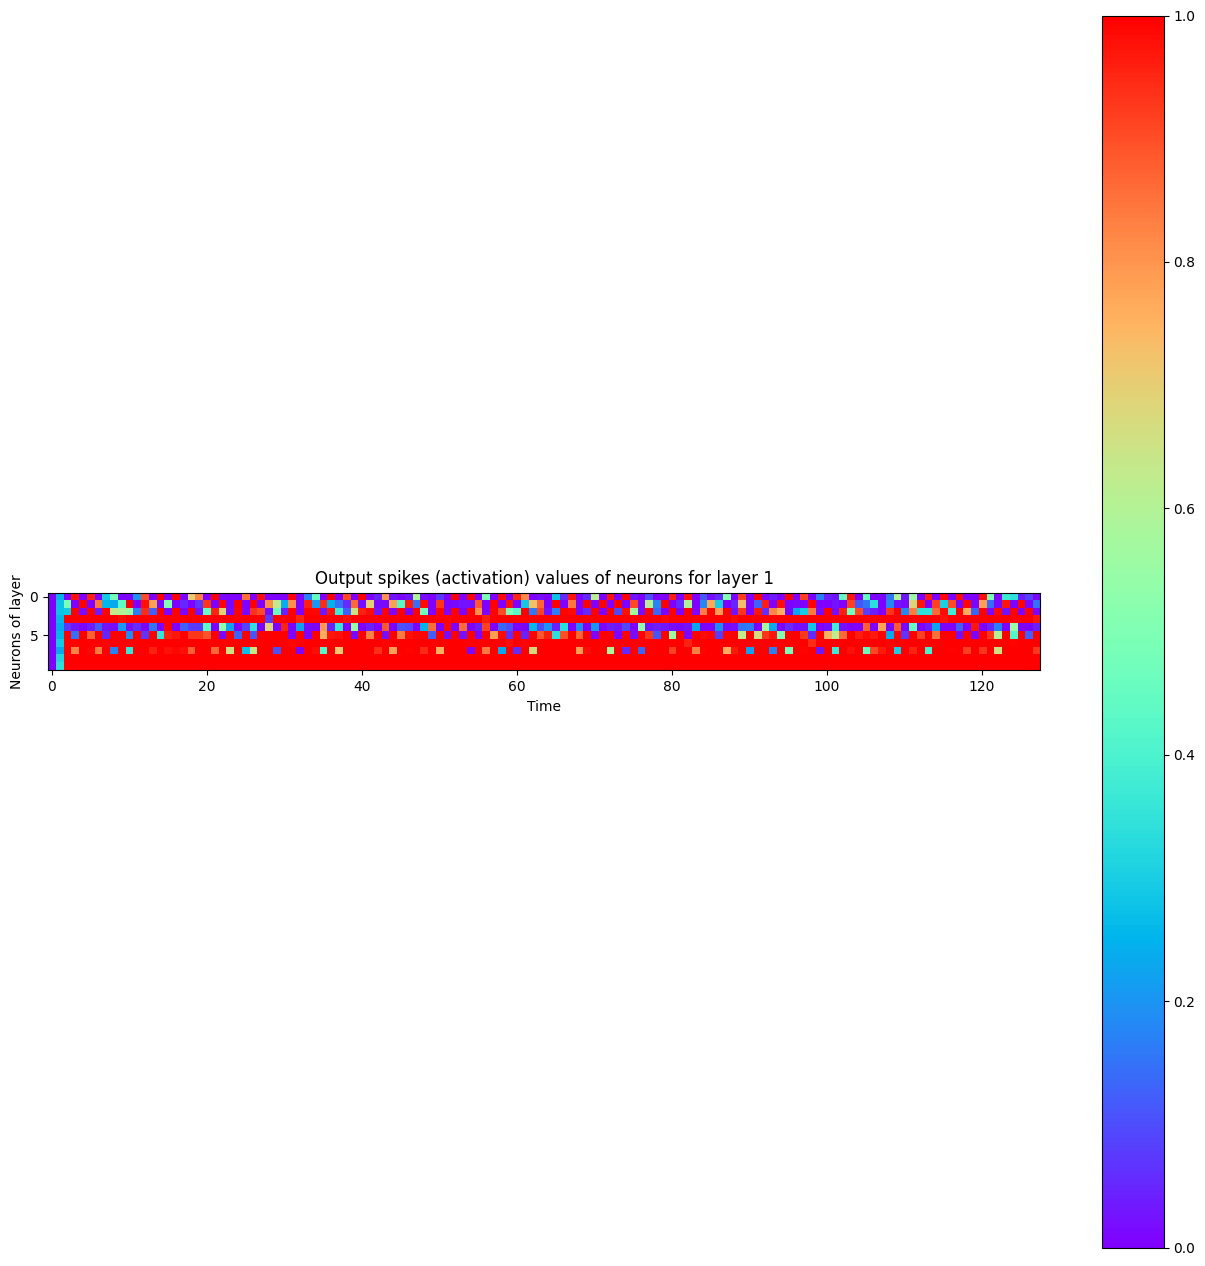 Output spikes (activation) values of neurons for layer 1
Neurons of layer
0
5
0 20 40 60 80 100 120
Time
1.0
0.8
0.6
0.4
0.2
0.0